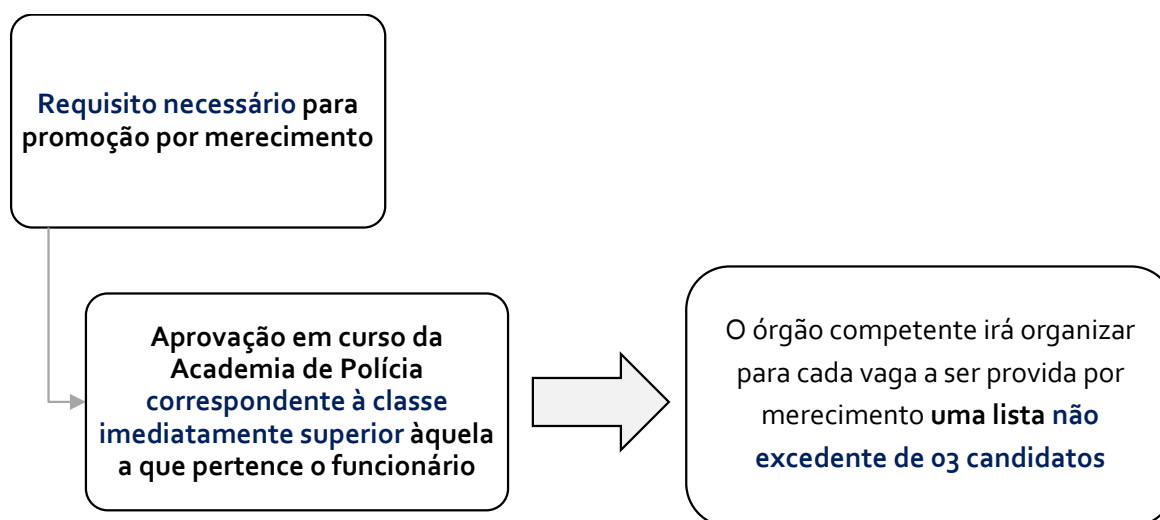 Requisito necessário para
promoção por merecimento
Aprovação em curso da
Academia de Polícia
correspondente à classe
imediatamente superior àquela
a que pertence o funcionário
O órgão competente irá organizar
para cada vaga a ser provida por
merecimento uma lista não
excedente de 03 candidatos